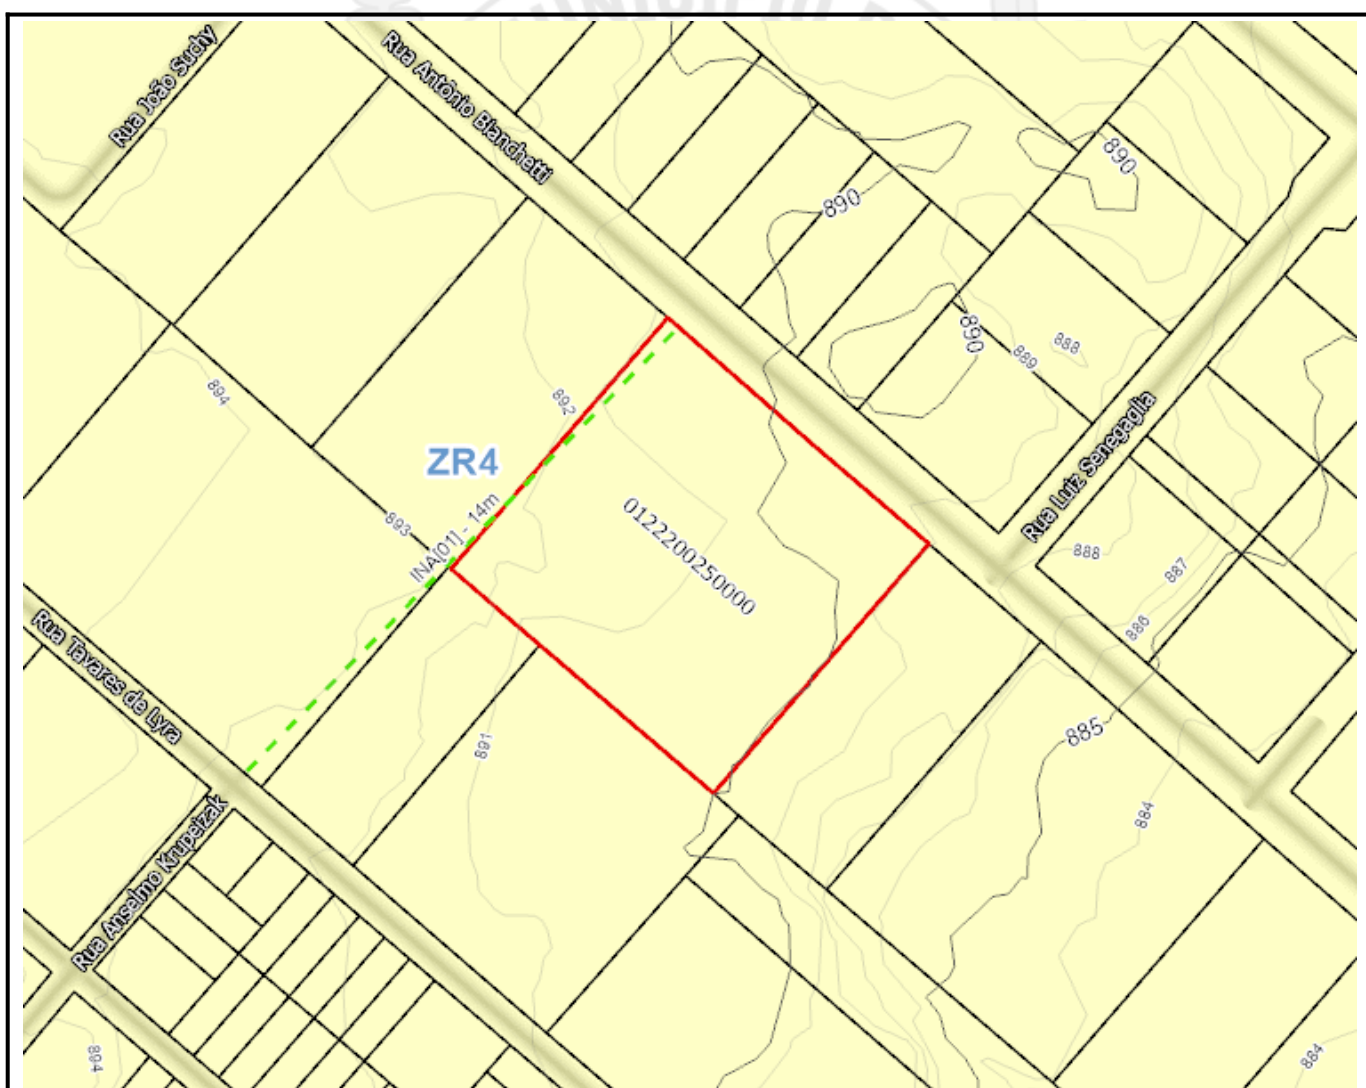 Rua João Suchy
Rua Antônio Bianchetti
890
890
890
888
889
892
894
ZR4
Rua Luiz Senegaglia
893
INA[01] - 14m
0122200250000
888
887
886
Rua Tavares de Lyra
891
885
884
Rua Anselmo Krupeizak
894
884